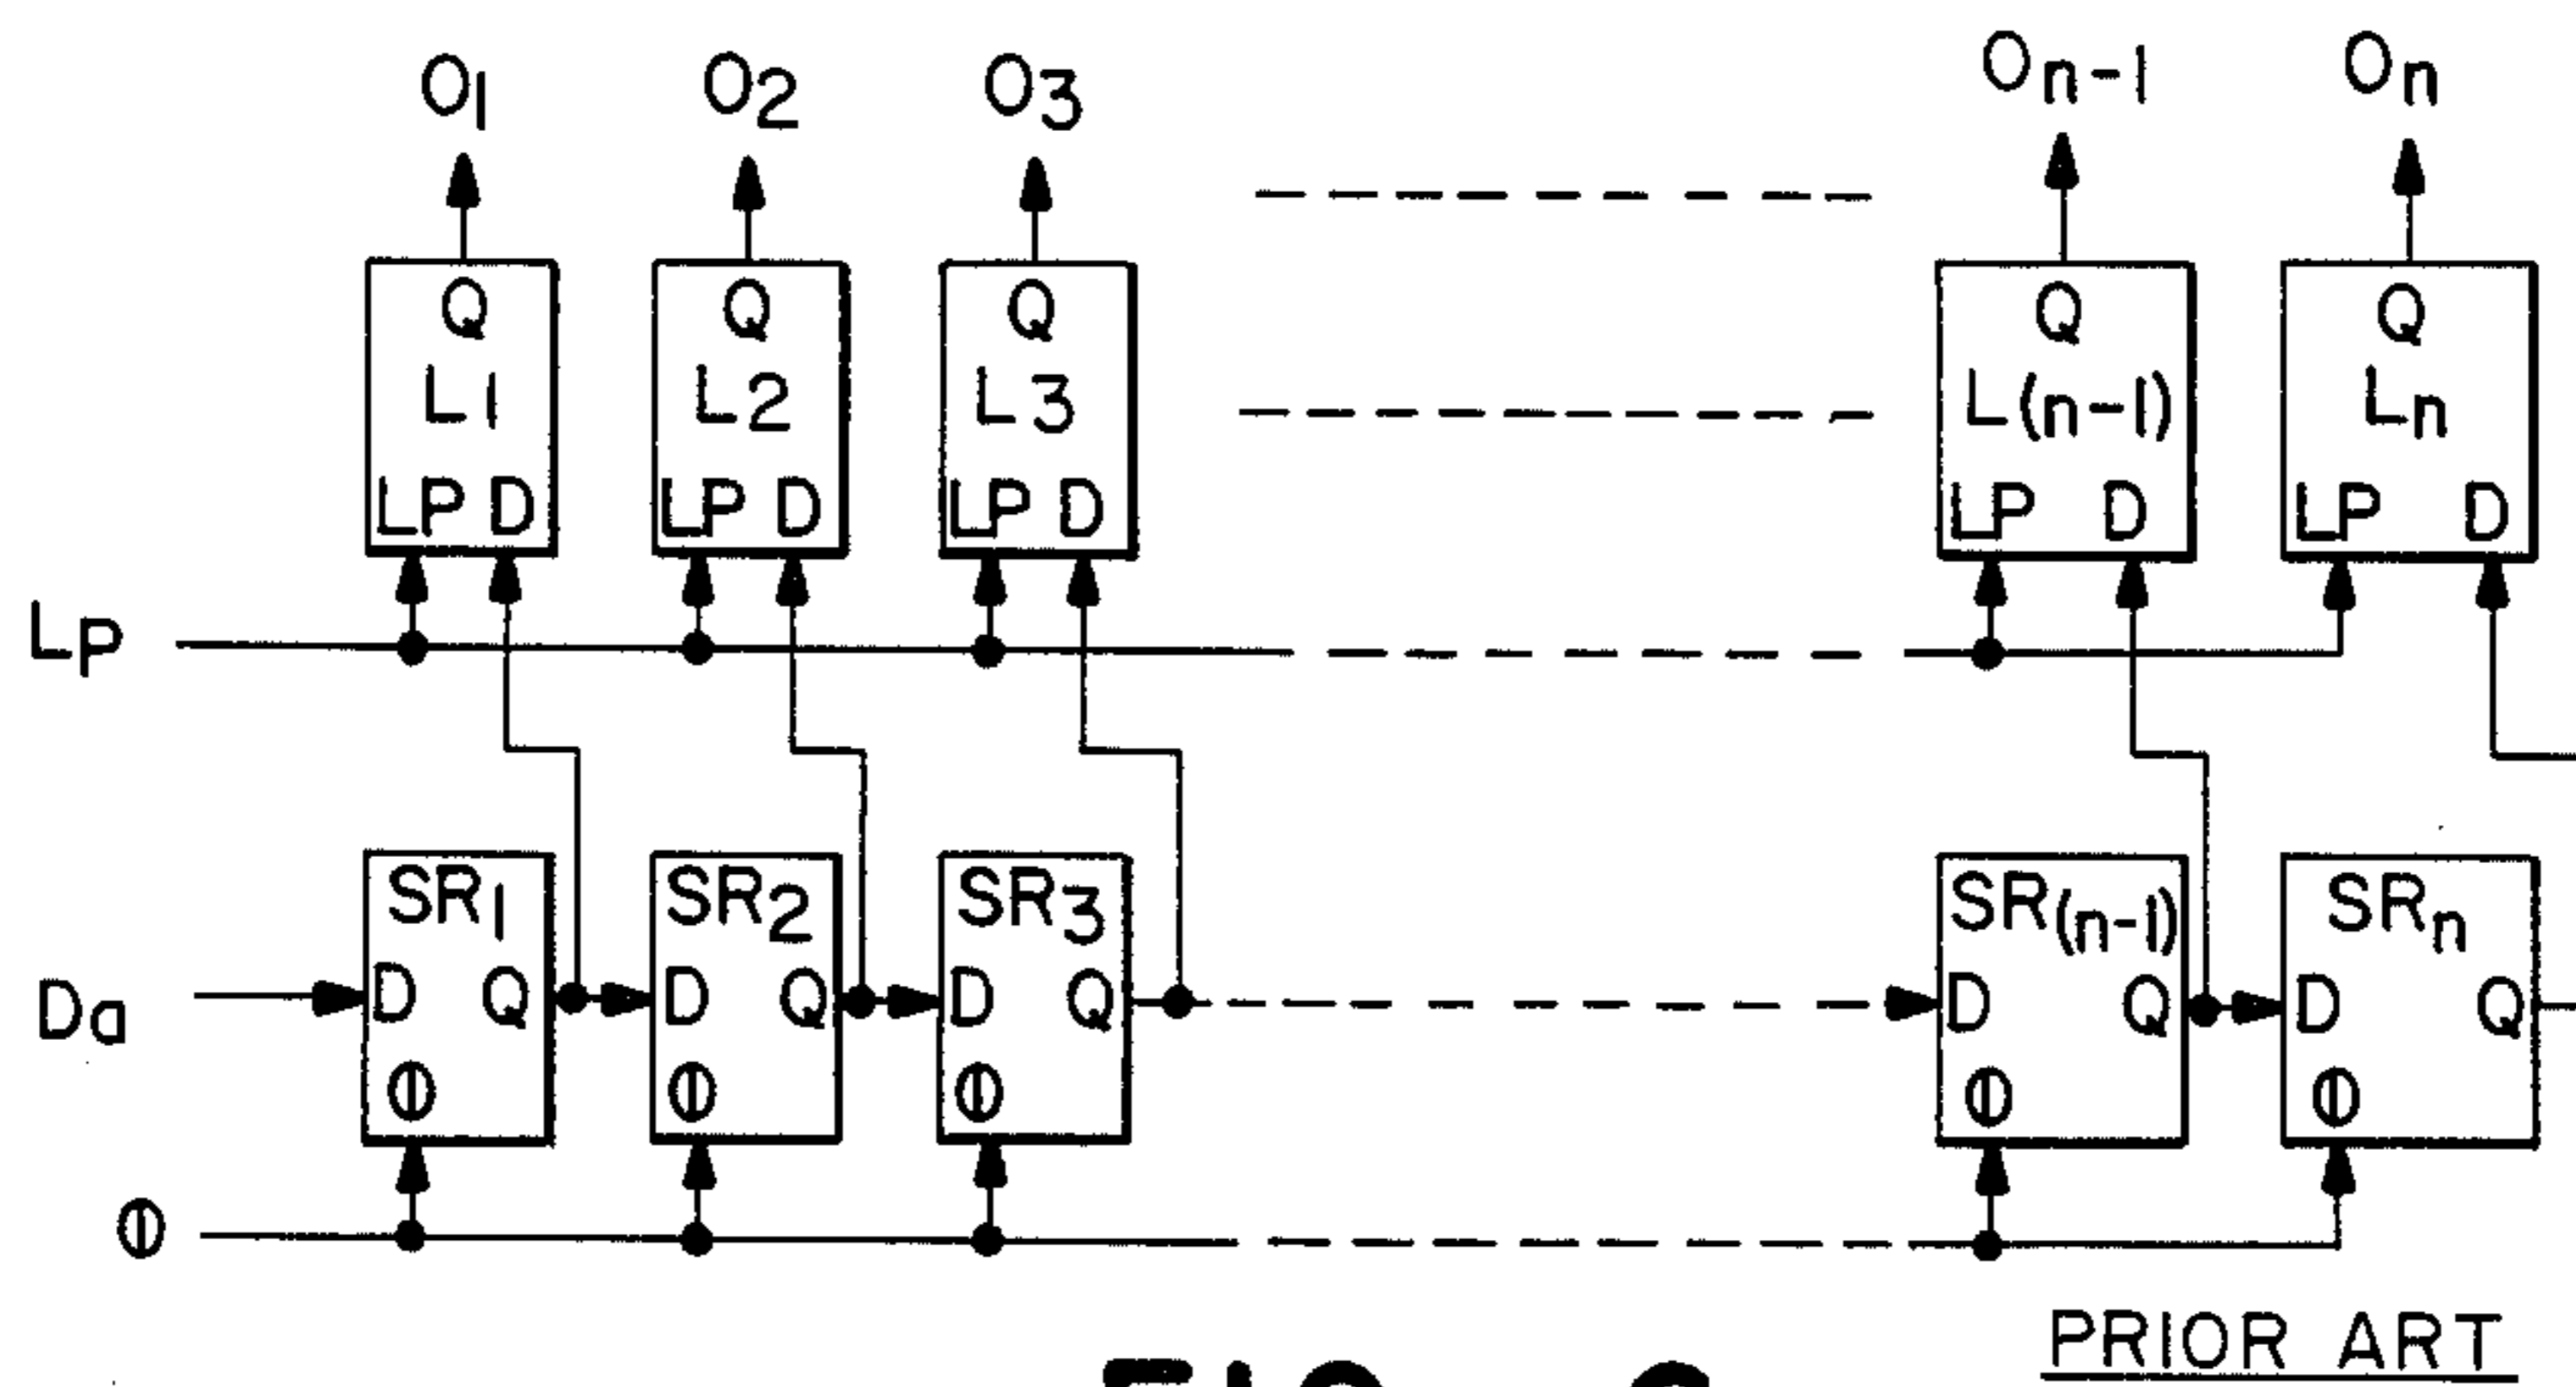 O1 O2 O3 On-1 On
Q Q Q Q Q
L1 L2 L3 L(n-1) Ln
LP D LP D LP D LP D LP D
LP
SR1 SR2 SR3 SR(n-1) SRn
Da D Q D Q D Q D Q D Q
Φ Φ Φ Φ Φ
Φ
PRIOR ART